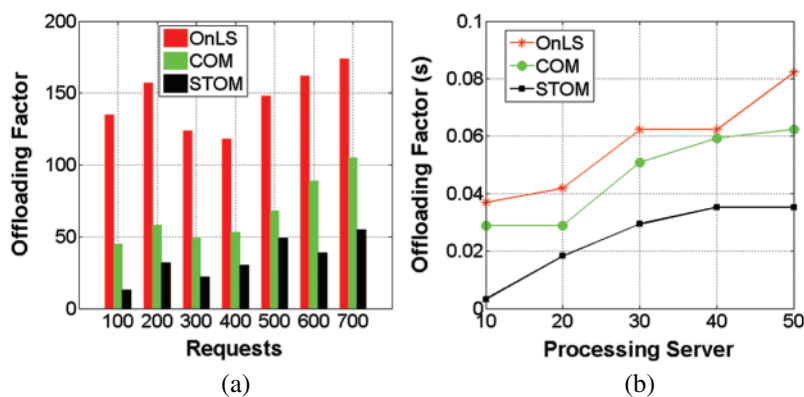 OnLS
COM
STOM
Offloading Factor
200
150
100
50
0
100 200 300 400 500 600 700
Requests
(a)
OnLS
COM
STOM
Offloading Factor (s)
0.1
0.08
0.06
0.04
0.02
0
10 20 30 40 50
Processing Server
(b)